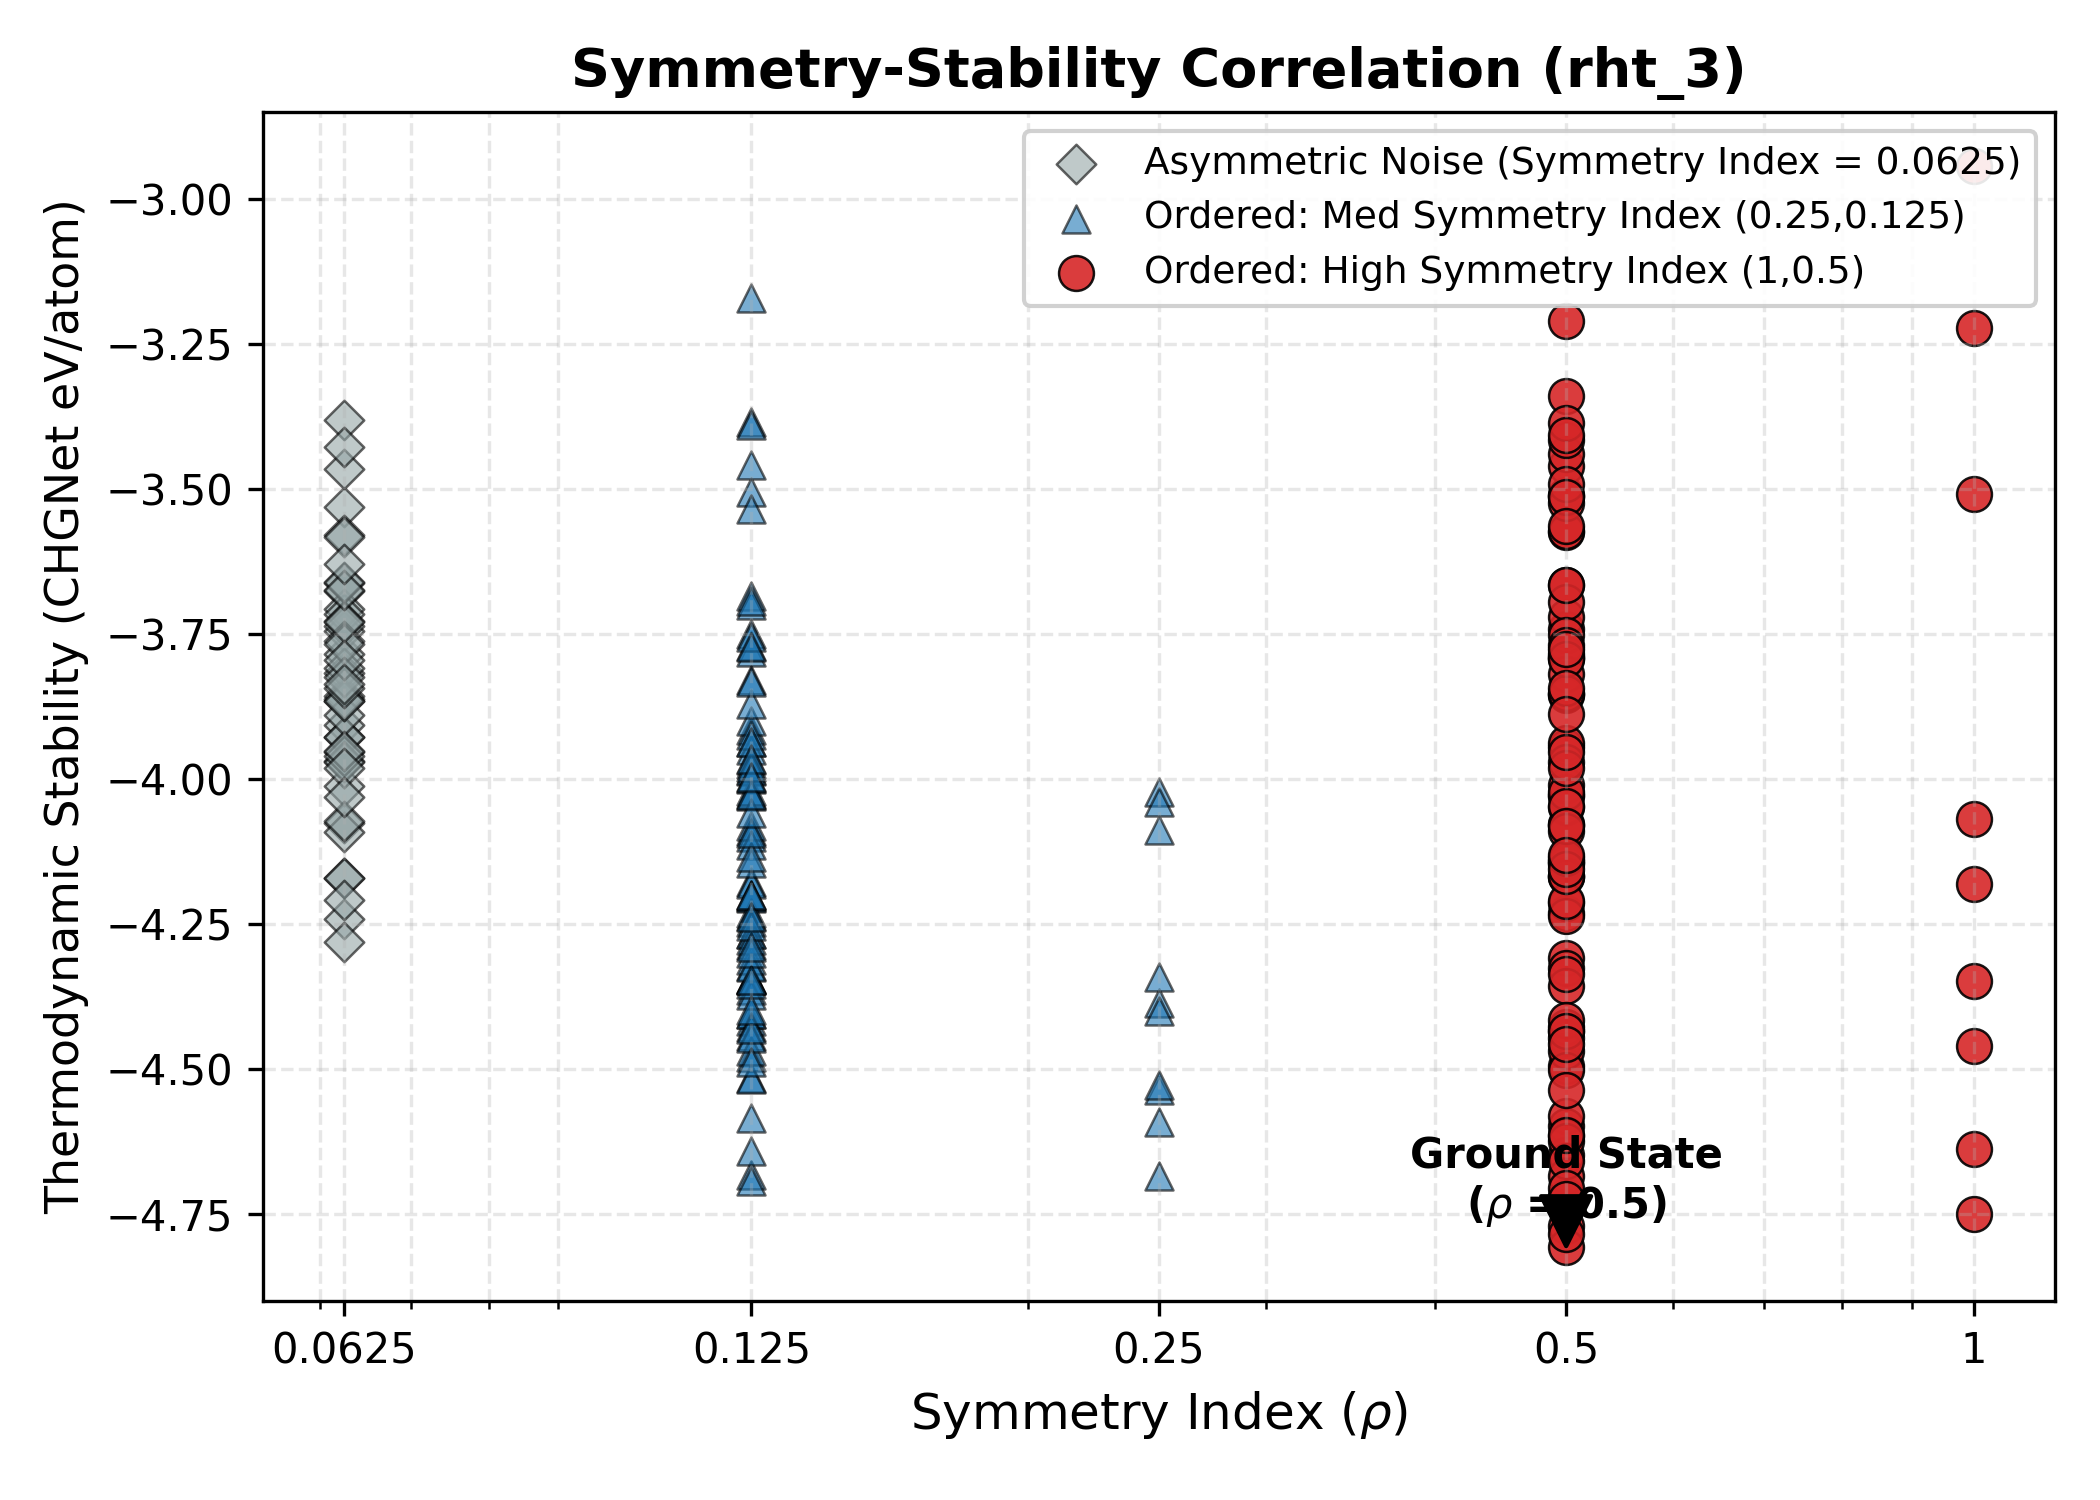 Symmetry-Stability Correlation (rht_3)
Asymmetric Noise (Symmetry Index = 0.0625)
Ordered: Med Symmetry Index (0.25,0.125)
Ordered: High Symmetry Index (1,0.5)
Thermodynamic Stability (CHGNet eV/atom)
−3.00
−3.25
−3.50
−3.75
−4.00
−4.25
−4.50
−4.75
Ground State
(ρ = 0.5)
0.0625 0.125 0.25 0.5 1
Symmetry Index (ρ)